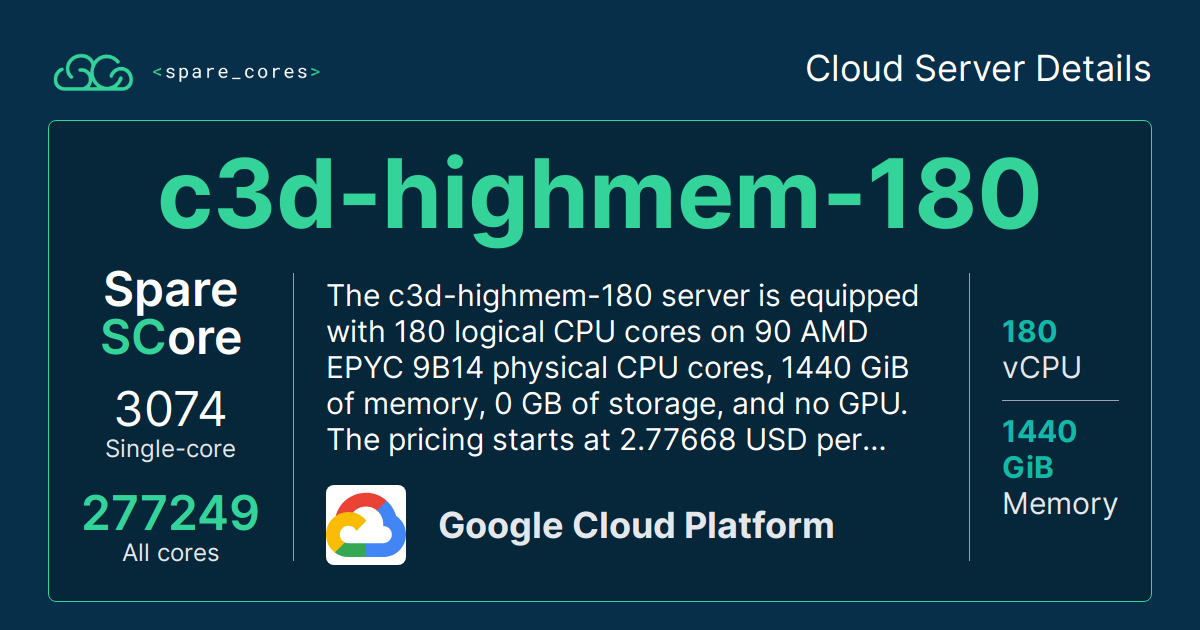 <spare_cores>
Cloud Server Details
c3d-highmem-180
Spare
SCore
3074
Single-core
277249
All cores
The c3d-highmem-180 server is equipped
with 180 logical CPU cores on 90 AMD
EPYC 9B14 physical CPU cores, 1440 GiB
of memory, 0 GB of storage, and no GPU.
The pricing starts at 2.77668 USD per...
Google Cloud Platform
180
vCPU
1440
GiB
Memory